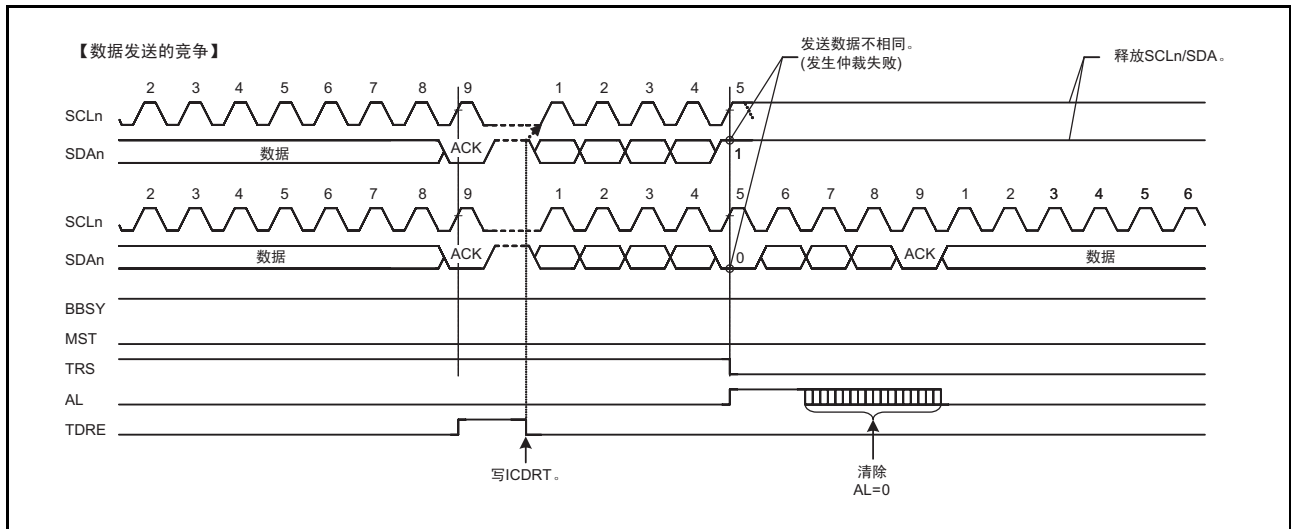 【数据发送的竞争】
发送数据不相同。
(发生仲裁失败)
释放SCLn/SDA。
2 3 4 5 6 7 8 9 1 2 3 4 5
SCLn
SDAn 数据 ACK 1
2 3 4 5 6 7 8 9 1 2 3 4 5 6 7 8 9 1 2 3 4 5 6
SCLn
SDAn 数据 ACK 0 ACK 数据
BBSY
MST
TRS
AL
TDRE
写ICDRT。
清除
AL=0